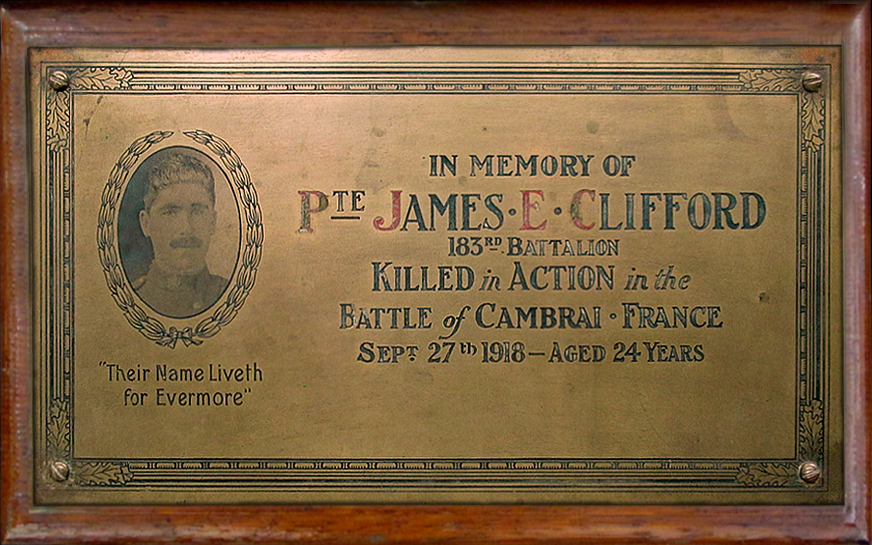 IN MEMORY OF
PTE JAMES·E·CLIFFORD
183RD BATTALION
KILLED in ACTION in the
BATTLE of CAMBRAI · FRANCE
SEPT. 27th 1918 — AGED 24 YEARS
"Their Name Liveth
for Evermore"